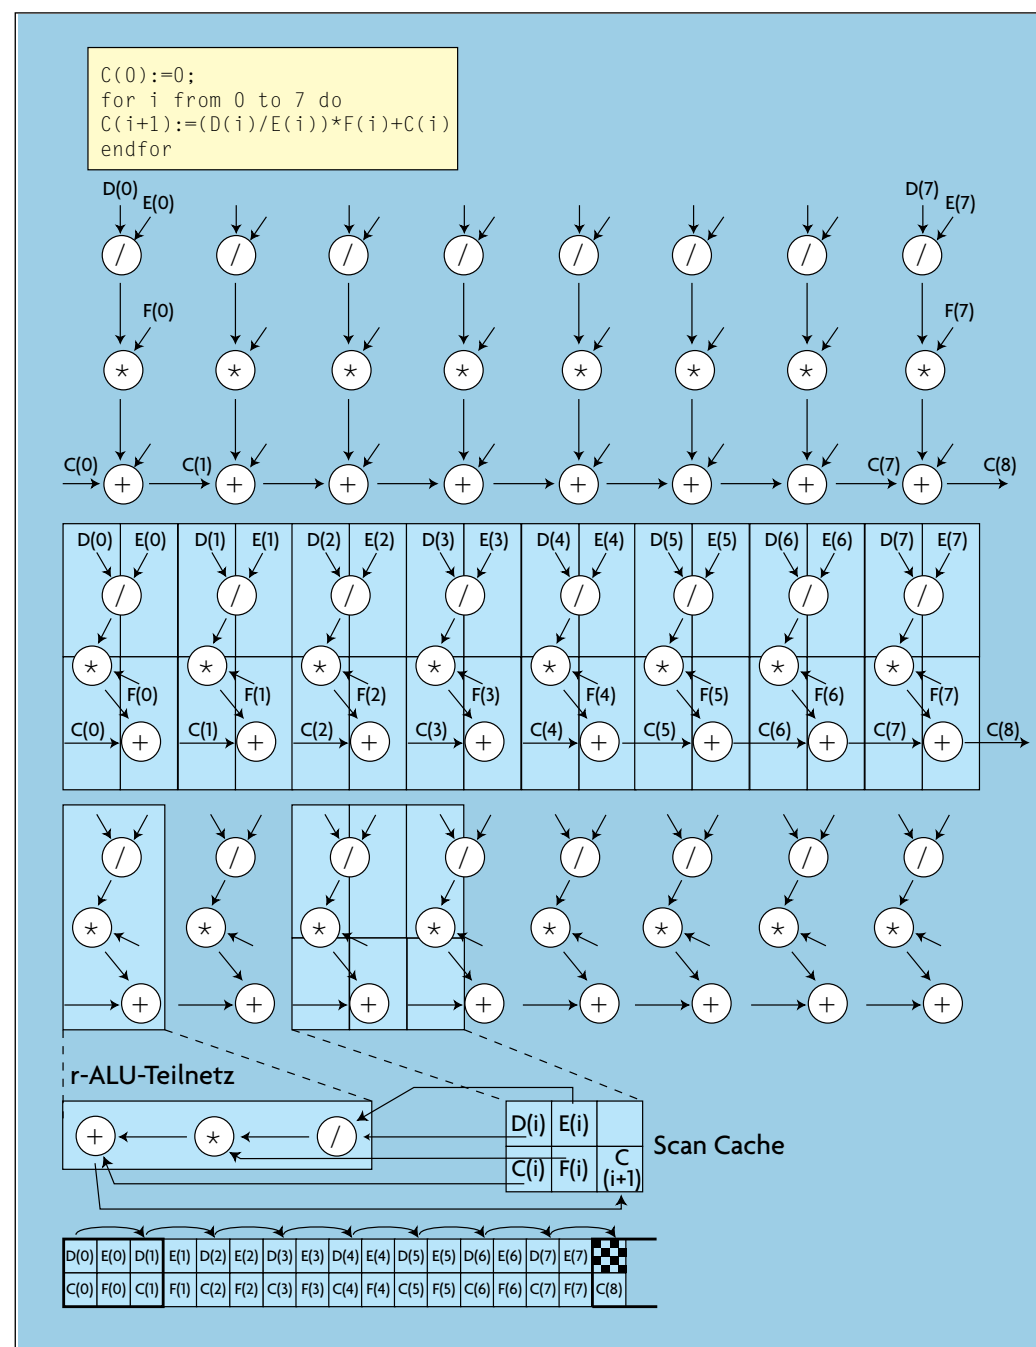 C(0):=0;
for i from 0 to 7 do
C(i+1):=(D(i)/E(i))*F(i)+C(i)
endfor
D(0) D(7)
E(0) E(7)
/ / / / / / / /
F(0) F(7)
* * * * * * * *
C(0) C(1) C(7) C(8)
+ + + + + + + +
D(0) E(0) D(1) E(1) D(2) E(2) D(3) E(3) D(4) E(4) D(5) E(5) D(6) E(6) D(7) E(7)
/ / / / / / / /
* * * * * * * *
F(0) F(1) F(2) F(3) F(4) F(5) F(6) F(7)
C(0) C(1) C(2) C(3) C(4) C(5) C(6) C(7) C(8)
+ + + + + + + +
/ / / / / / / /
* * * * * * * *
+ + + + + + + +
r-ALU-Teilnetz
+ * /
D(i) E(i)
Scan Cache
C(i) F(i) C
(i+1)
D(0) E(0) D(1) E(1) D(2) E(2) D(3) E(3) D(4) E(4) D(5) E(5) D(6) E(6) D(7) E(7)
C(0) F(0) C(1) F(1) C(2) F(2) C(3) F(3) C(4) F(4) C(5) F(5) C(6) F(6) C(7) F(7) C(8)